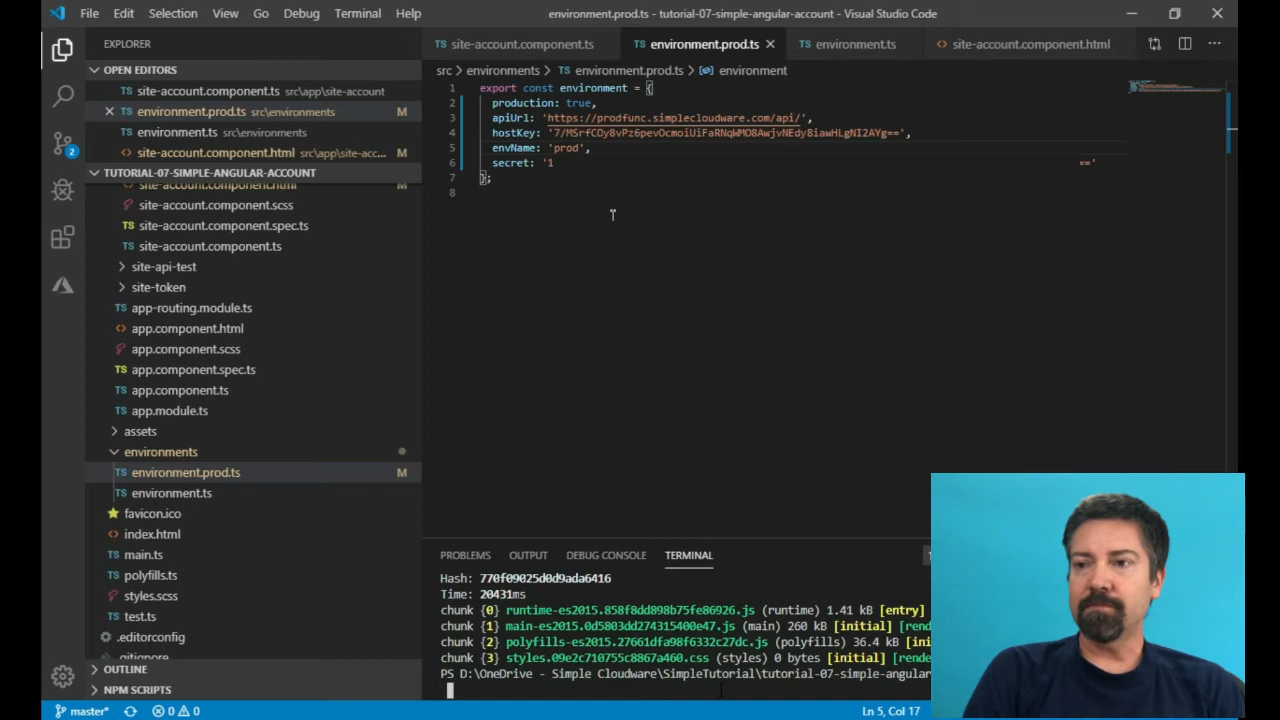 File Edit Selection View Go Debug Terminal Help
environment.prod.ts - tutorial-07-simple-angular-account - Visual Studio Code
EXPLORER
OPEN EDITORS
site-account.component.ts src\app\site-account
environment.prod.ts src\environments M
environment.ts src\environments
site-account.component.html src\app\site-acc... M
2
TUTORIAL-07-SIMPLE-ANGULAR-ACCOUNT
site-account.component.html M
site-account.component.scss
TS site-account.component.spec.ts
TS site-account.component.ts
site-api-test
site-token
TS app-routing.module.ts
<> app.component.html
app.component.scss
TS app.component.spec.ts
TS app.component.ts
TS app.module.ts
assets
environments
TS environment.prod.ts M
TS environment.ts
favicon.ico
<> index.html
TS main.ts
TS polyfills.ts
styles.scss
TS test.ts
.editorconfig
.gitignore
OUTLINE
NPM SCRIPTS
TS site-account.component.ts
TS environment.prod.ts
TS environment.ts
<> site-account.component.html
src > environments > TS environment.prod.ts > environment
1 export const environment = {
2 production: true,
3 apiUrl: 'https://prodfunc.simplecloudware.com/api/',
4 hostKey: '7/MSrfCOy8vPz6pevOcmoiUiFaRNqWMO8AwjvNEdy8iawHLgNI2AYg==',
5 envName: 'prod',
6 secret: '1 =='
7 };
8
PROBLEMS OUTPUT DEBUG CONSOLE TERMINAL
Hash: 770f09025d0d9ada6416
Time: 20431ms
chunk {0} runtime-es2015.858f8dd898b75fe86926.js (runtime) 1.41 kB [entry]
chunk {1} main-es2015.0d5803dd274315400e47.js (main) 260 kB [initial] [rend
chunk {2} polyfills-es2015.27661dfa98f6332c27dc.js (polyfills) 36.4 kB [ini
chunk {3} styles.09e2c710755c8867a460.css (styles) 0 bytes [initial] [rende
PS D:\OneDrive - Simple Cloudware\SimpleTutorial\tutorial-07-simple-angular-
master* 0 0
Ln 5, Col 17